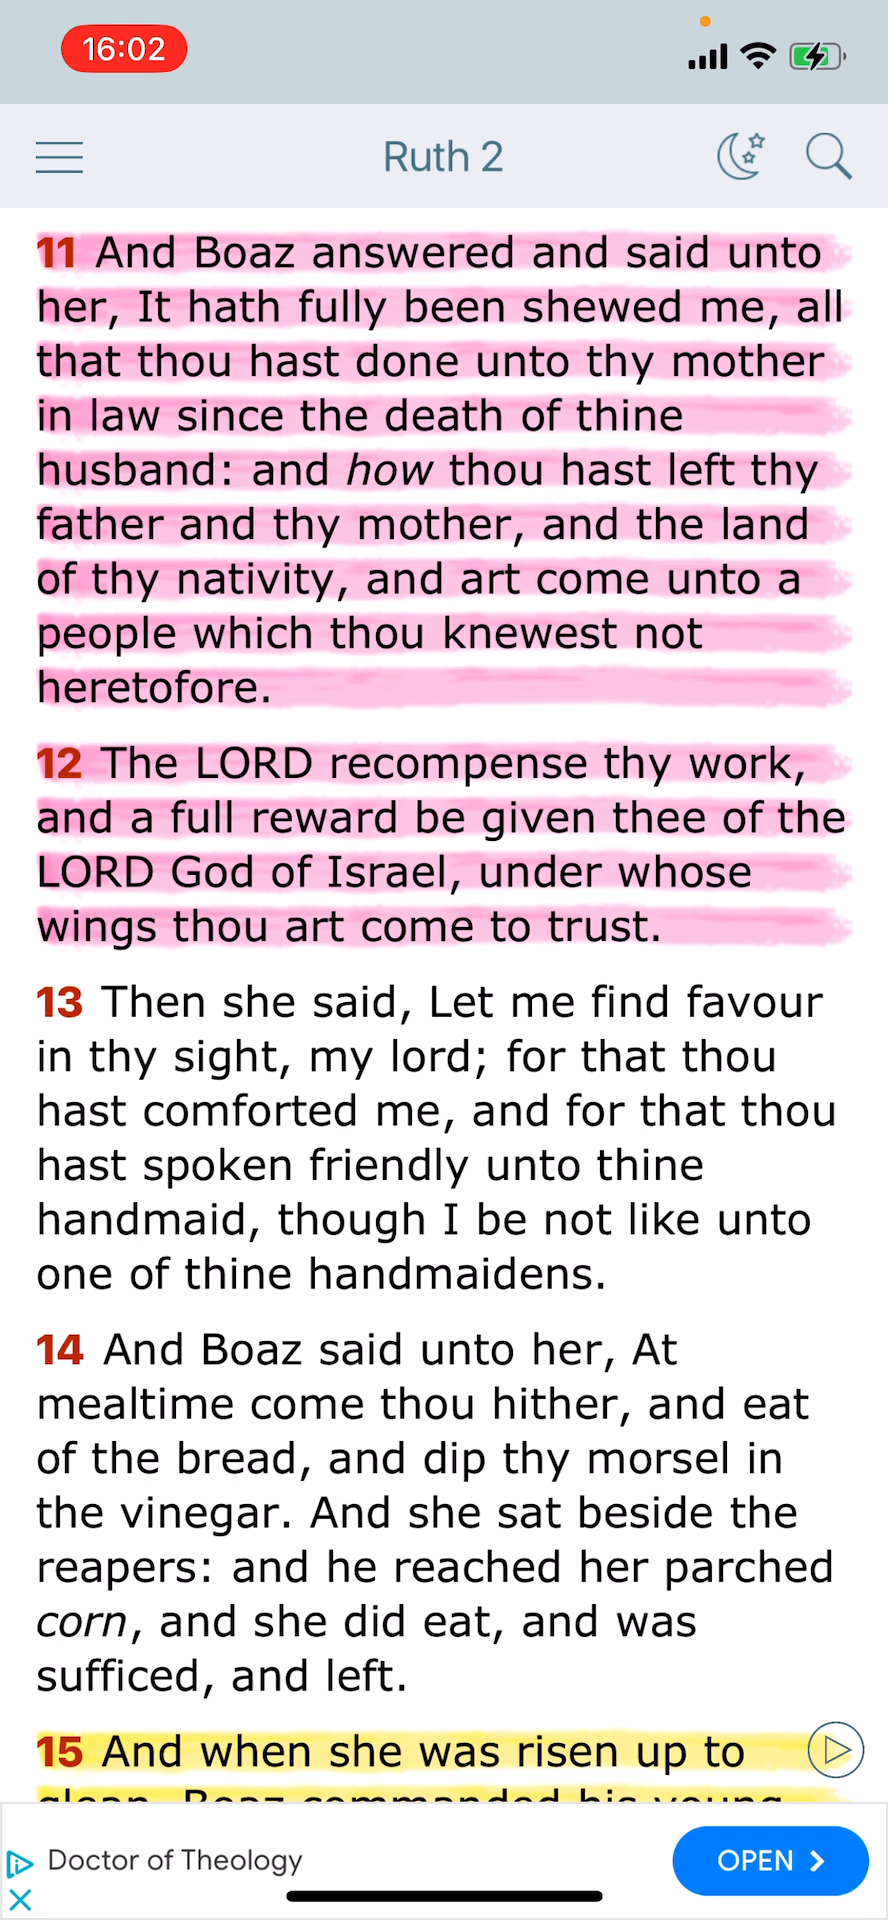 16:02
Ruth 2
11 And Boaz answered and said unto
her, It hath fully been shewed me, all
that thou hast done unto thy mother
in law since the death of thine
husband: and how thou hast left thy
father and thy mother, and the land
of thy nativity, and art come unto a
people which thou knewest not
heretofore.
12 The LORD recompense thy work,
and a full reward be given thee of the
LORD God of Israel, under whose
wings thou art come to trust.
13 Then she said, Let me find favour
in thy sight, my lord; for that thou
hast comforted me, and for that thou
hast spoken friendly unto thine
handmaid, though I be not like unto
one of thine handmaidens.
14 And Boaz said unto her, At
mealtime come thou hither, and eat
of the bread, and dip thy morsel in
the vinegar. And she sat beside the
reapers: and he reached her parched
corn, and she did eat, and was
sufficed, and left.
15 And when she was risen up to
glean, Boaz commanded his young
Doctor of Theology
OPEN